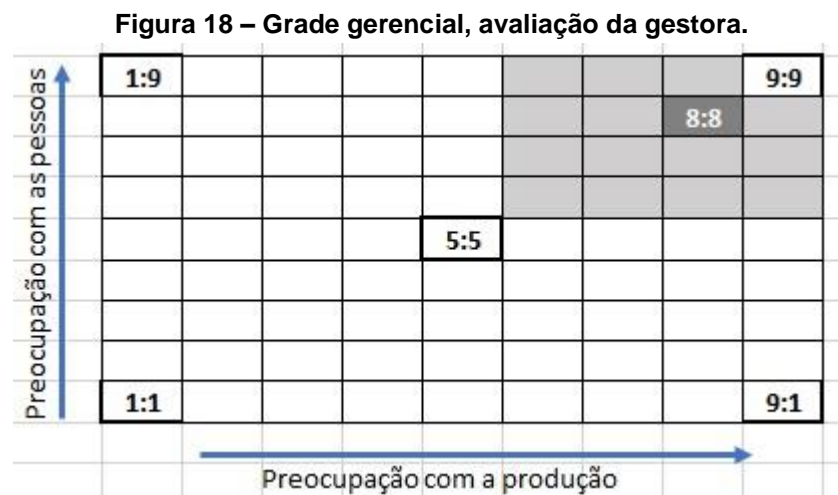 Figura 18 – Grade gerencial, avaliação da gestora.
Preocupação com as pessoas
1:9
9:9
8:8
5:5
1:1
9:1
Preocupação com a produção